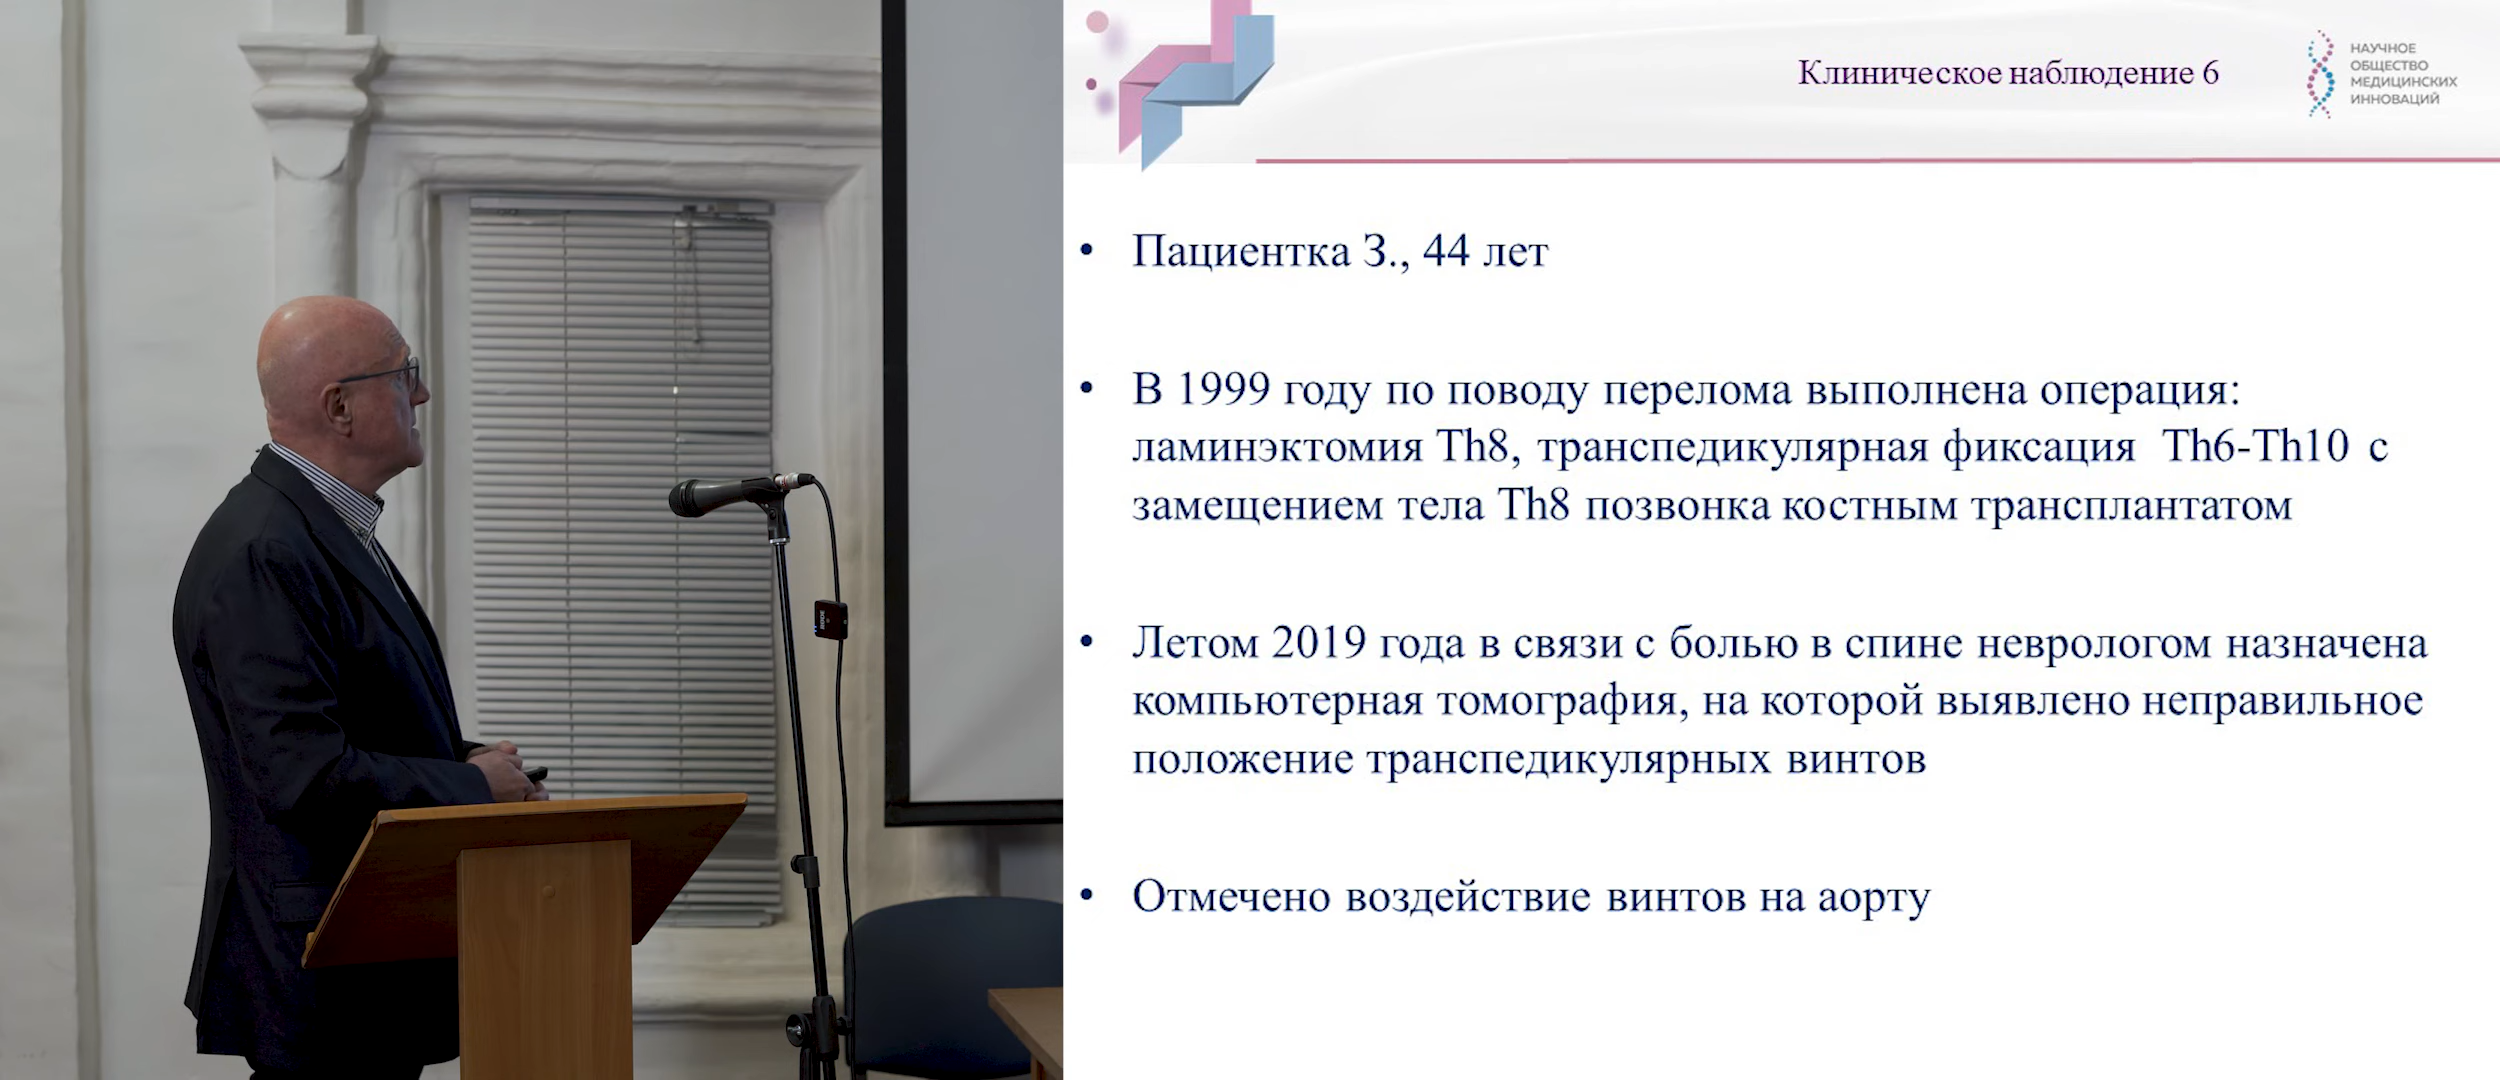 Клиническое наблюдение 6
НАУЧНОЕ
ОБЩЕСТВО
МЕДИЦИНСКИХ
ИННОВАЦИЙ
• Пациентка З., 44 лет
• В 1999 году по поводу перелома выполнена операция:
ламинэктомия Th8, транспедикулярная фиксация Th6-Th10 с
замещением тела Th8 позвонка костным трансплантатом
• Летом 2019 года в связи с болью в спине неврологом назначена
компьютерная томография, на которой выявлено неправильное
положение транспедикулярных винтов
• Отмечено воздействие винтов на аорту
RODE